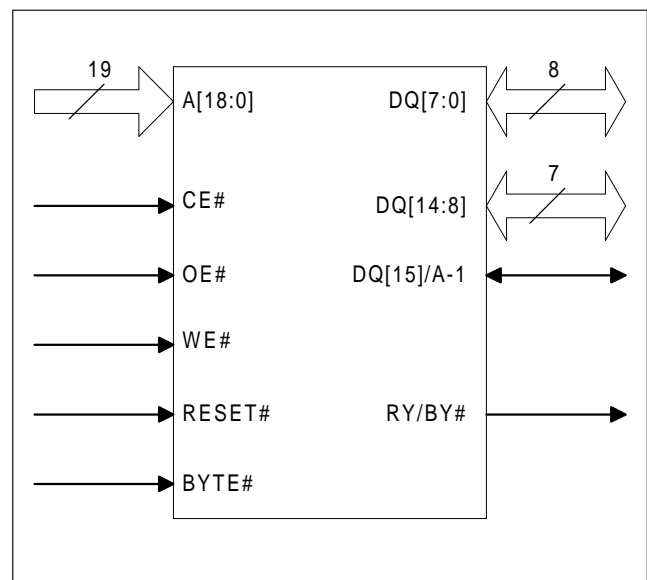 19
8
A[18:0]
DQ[7:0]
7
CE#
DQ[14:8]
OE#
DQ[15]/A-1
WE#
RESET#
RY/BY#
BYTE#